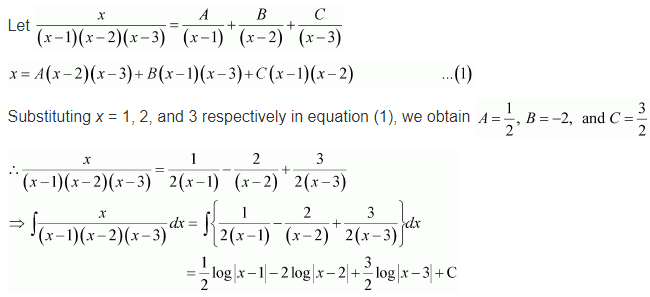 Let x/((x−1)(x−2)(x−3)) = A/(x−1) + B/(x−2) + C/(x−3)
x = A(x−2)(x−3)+B(x−1)(x−3)+C(x−1)(x−2) ...(1)
Substituting x = 1, 2, and 3 respectively in equation (1), we obtain A = 1/2, B = −2, and C = 3/2
∴ x/((x−1)(x−2)(x−3)) = 1/(2(x−1)) − 2/(x−2) + 3/(2(x−3))
⇒ ∫ x/((x−1)(x−2)(x−3)) dx = ∫{1/(2(x−1)) − 2/(x−2) + 3/(2(x−3))}dx
= 1/2 log|x−1| − 2log|x−2| + 3/2 log|x−3| + C